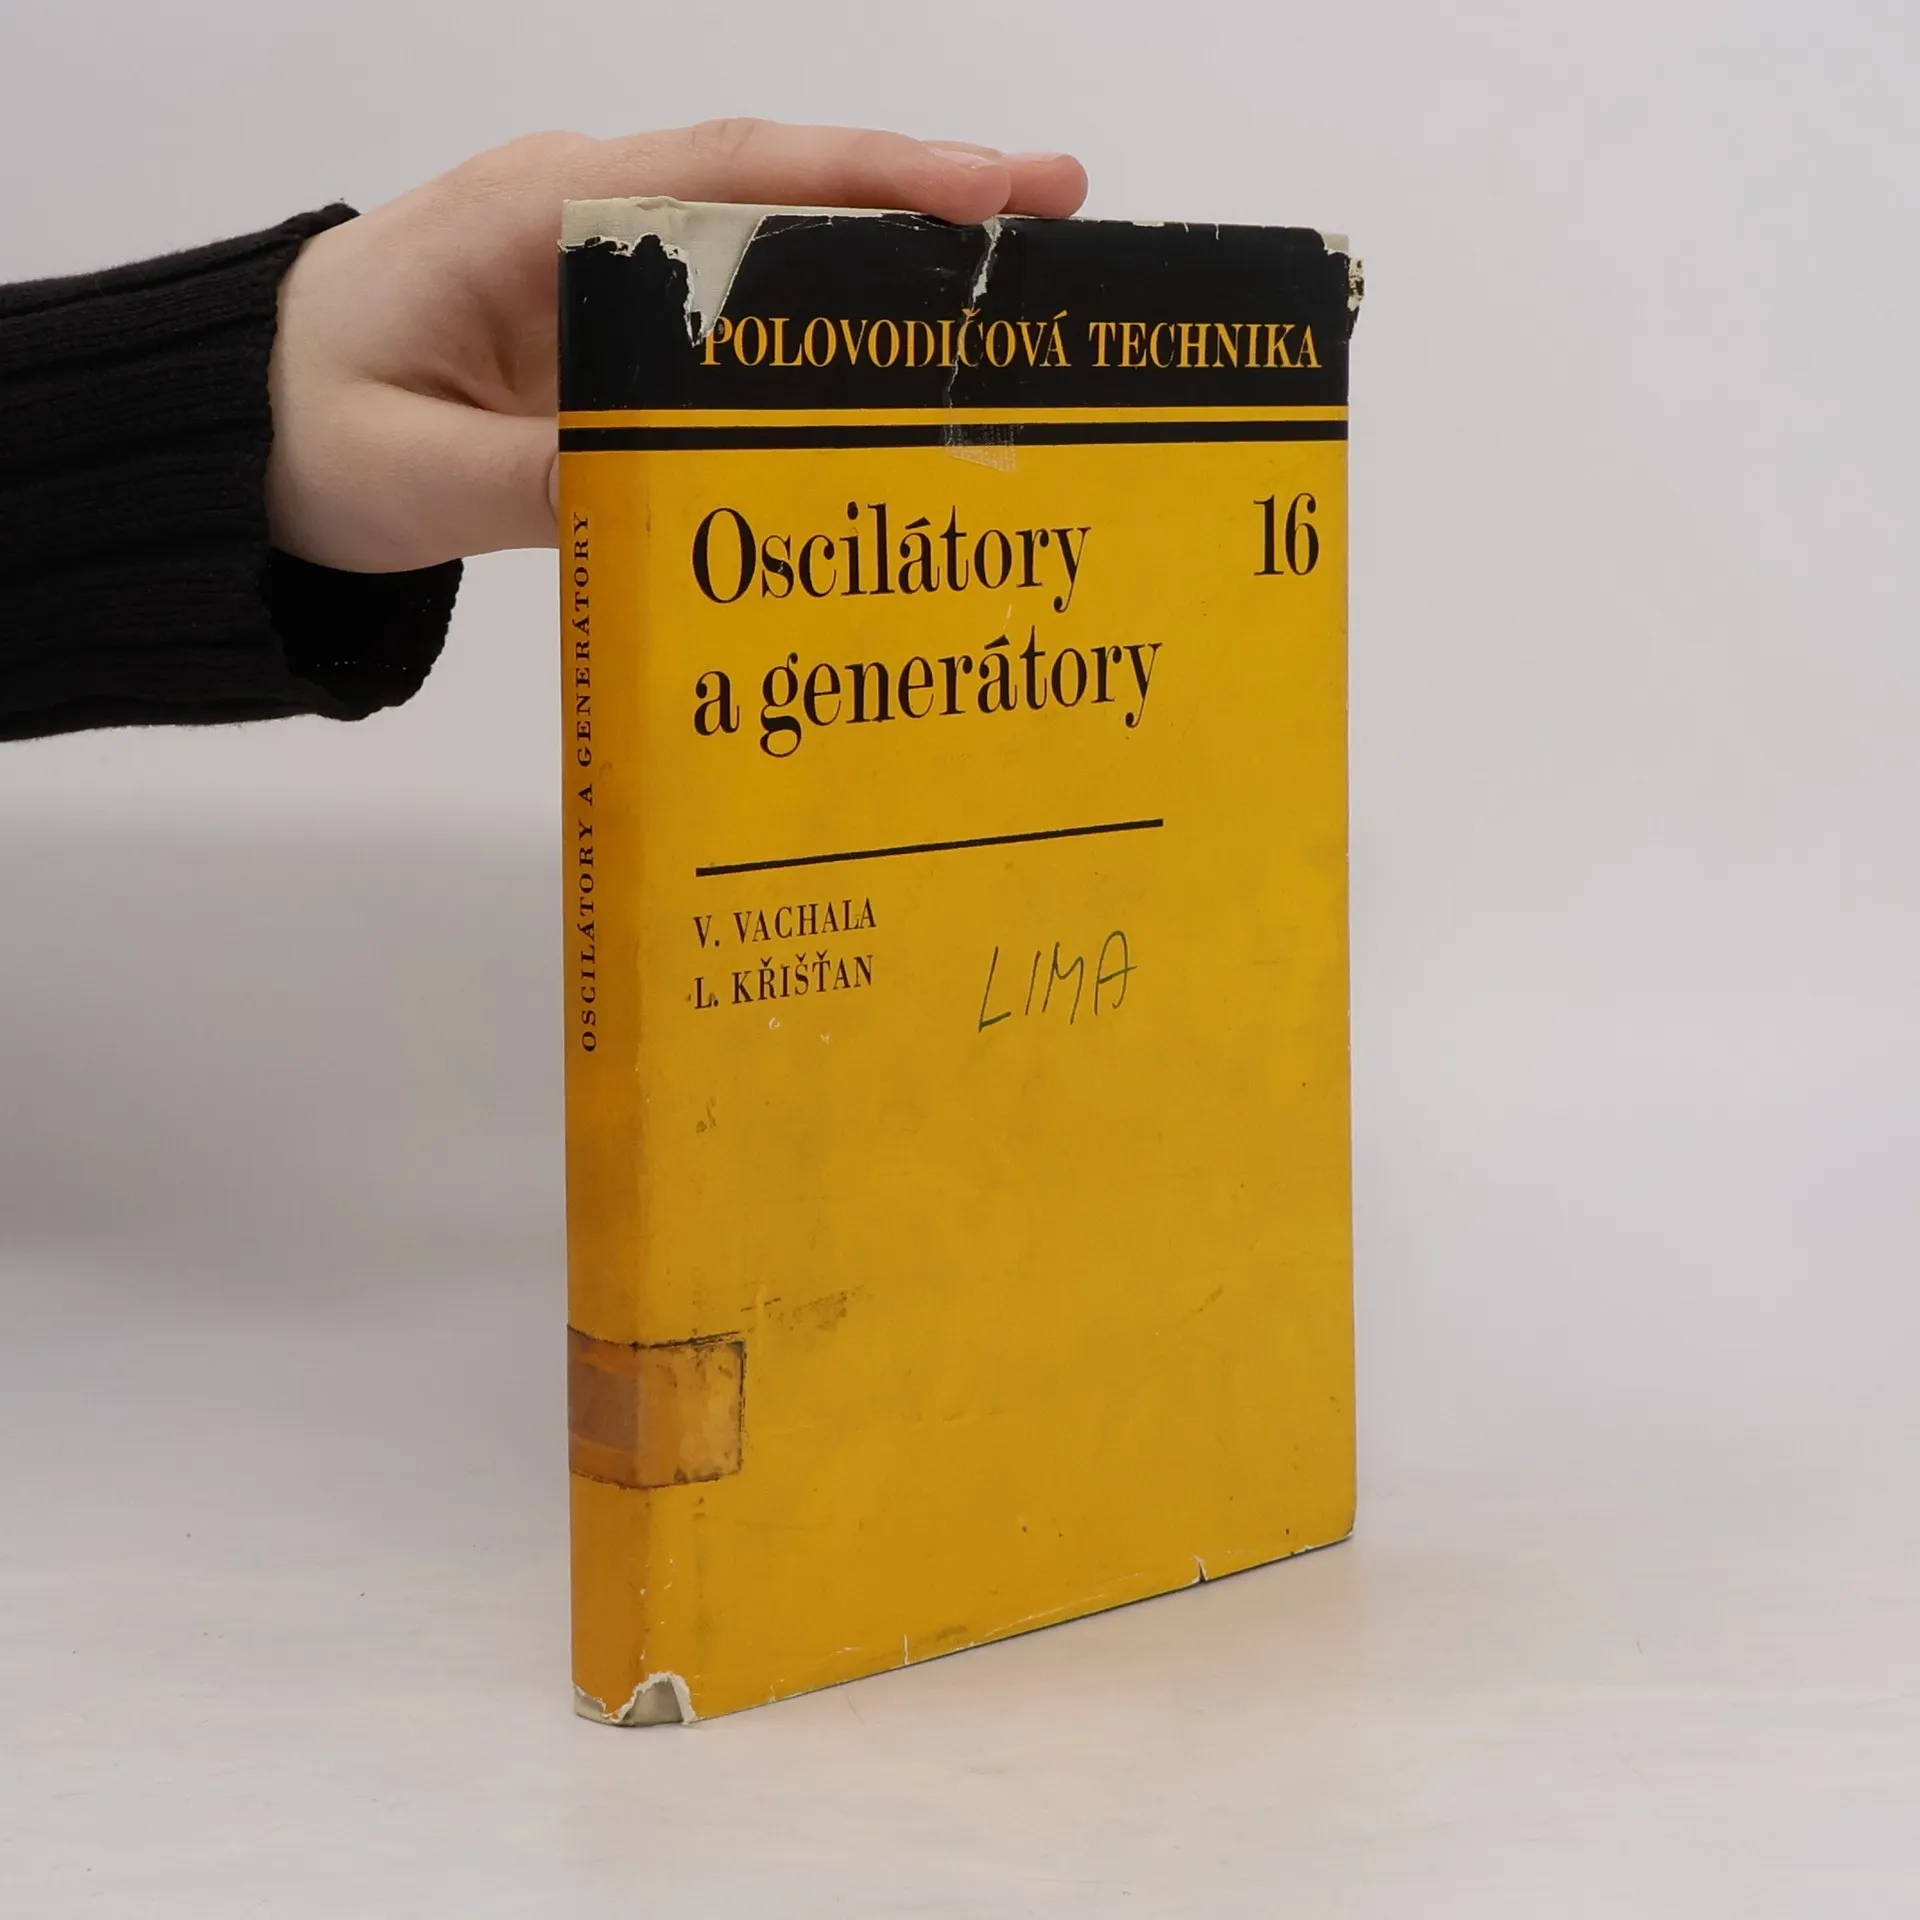 POLOVODIČOVÁ TECHNIKA
Oscilátory 16
a generátory
V. VACHALA
L. KŘIŠŤAN
LIMA
OSCILÁTORY A GENERÁTORY